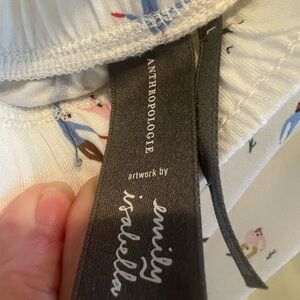 ANTHROPOLOGIE
artwork by
emily
isabella
L